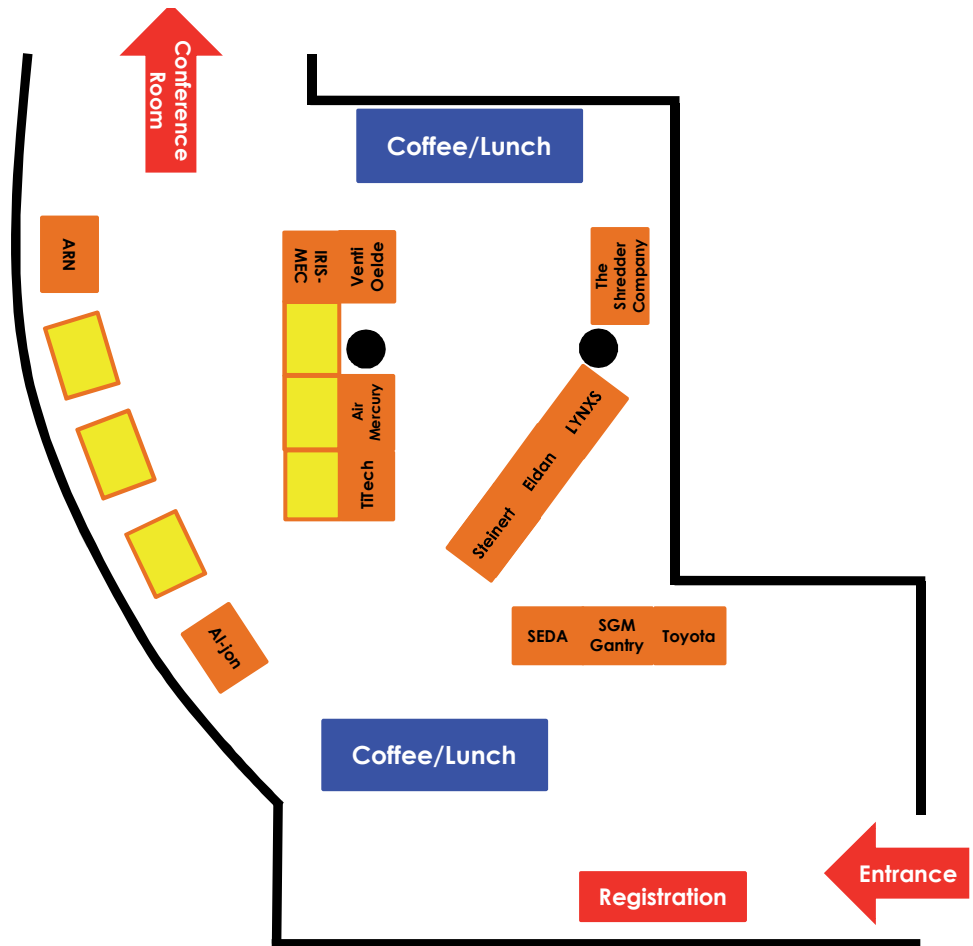 Conference
Room
Coffee/Lunch
ARN
IRIS-
MEC
Venti
Oelde
The
Shredder
Company
Air
Mercury
TiTech
LYNXS
Eldan
Steinert
Al-jon
SEDA
SGM
Gantry
Toyota
Coffee/Lunch
Entrance
Registration